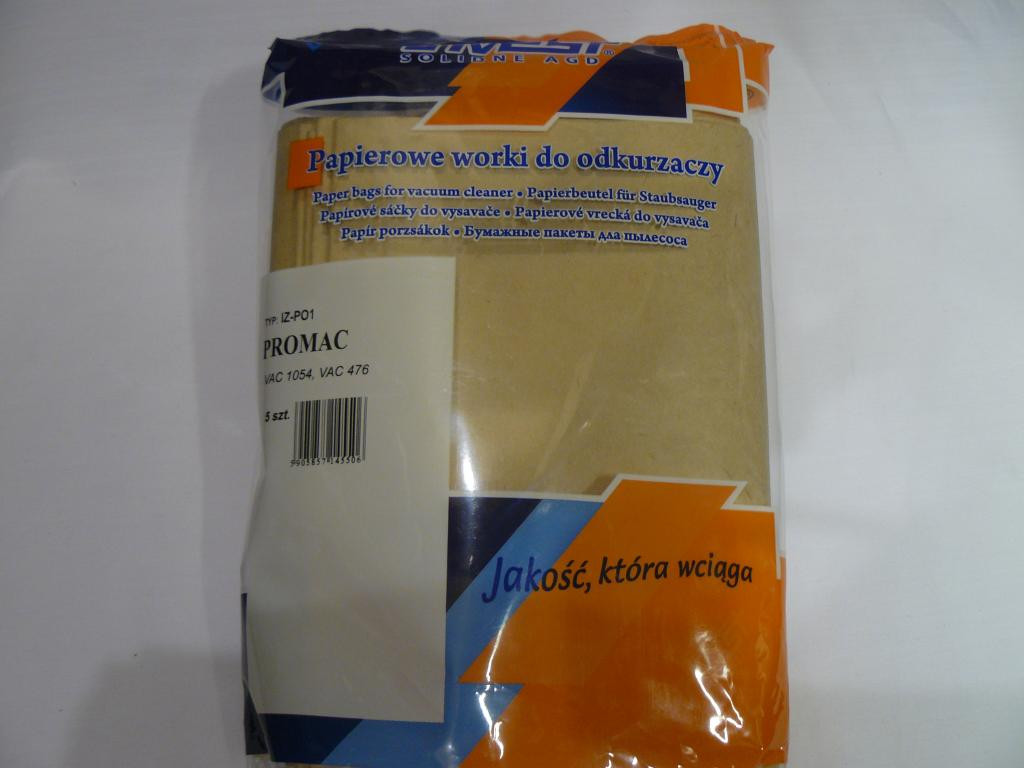 SOLIDNE AGD
Papierowe worki do odkurzaczy
Paper bags for vacuum cleaner • Papierbeutel für Staubsauger
Papírové sáčky do vysavače • Papierové vrecká do vysavača
Papír porzsákok • Бумажные пакеты для пылесоса
TYP: IZ-PO1
PROMAC
VAC 1054, VAC 476
5 szt.
5905857145506
Jakość, która wciąga